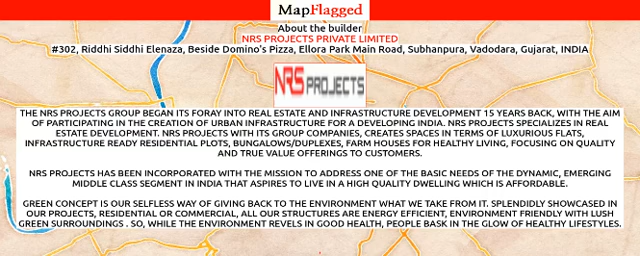 MapFlagged
About the builder
NRS PROJECTS PRIVATE LIMITED
#302, Riddhi Siddhi Elenaza, Beside Domino's Pizza, Ellora Park Main Road, Subhanpura, Vadodara, Gujarat, INDIA
NRS PROJECTS
THE NRS PROJECTS GROUP BEGAN ITS FORAY INTO REAL ESTATE AND INFRASTRUCTURE DEVELOPMENT 15 YEARS BACK, WITH THE AIM
OF PARTICIPATING IN THE CREATION OF URBAN INFRASTRUCTURE FOR A DEVELOPING INDIA. NRS PROJECTS SPECIALIZES IN REAL
ESTATE DEVELOPMENT. NRS PROJECTS WITH ITS GROUP COMPANIES, CREATES SPACES IN TERMS OF LUXURIOUS FLATS,
INFRASTRUCTURE READY RESIDENTIAL PLOTS, BUNGALOWS/DUPLEXES, FARM HOUSES FOR HEALTHY LIVING, FOCUSING ON QUALITY
AND TRUE VALUE OFFERINGS TO CUSTOMERS.
NRS PROJECTS HAS BEEN INCORPORATED WITH THE MISSION TO ADDRESS ONE OF THE BASIC NEEDS OF THE DYNAMIC, EMERGING
MIDDLE CLASS SEGMENT IN INDIA THAT ASPIRES TO LIVE IN A HIGH QUALITY DWELLING WHICH IS AFFORDABLE.
GREEN CONCEPT IS OUR SELFLESS WAY OF GIVING BACK TO THE ENVIRONMENT WHAT WE TAKE FROM IT. SPLENDIDLY SHOWCASED IN
OUR PROJECTS, RESIDENTIAL OR COMMERCIAL, ALL OUR STRUCTURES ARE ENERGY EFFICIENT, ENVIRONMENT FRIENDLY WITH LUSH
GREEN SURROUNDINGS . SO, WHILE THE ENVIRONMENT REVELS IN GOOD HEALTH, PEOPLE BASK IN THE GLOW OF HEALTHY LIFESTYLES.